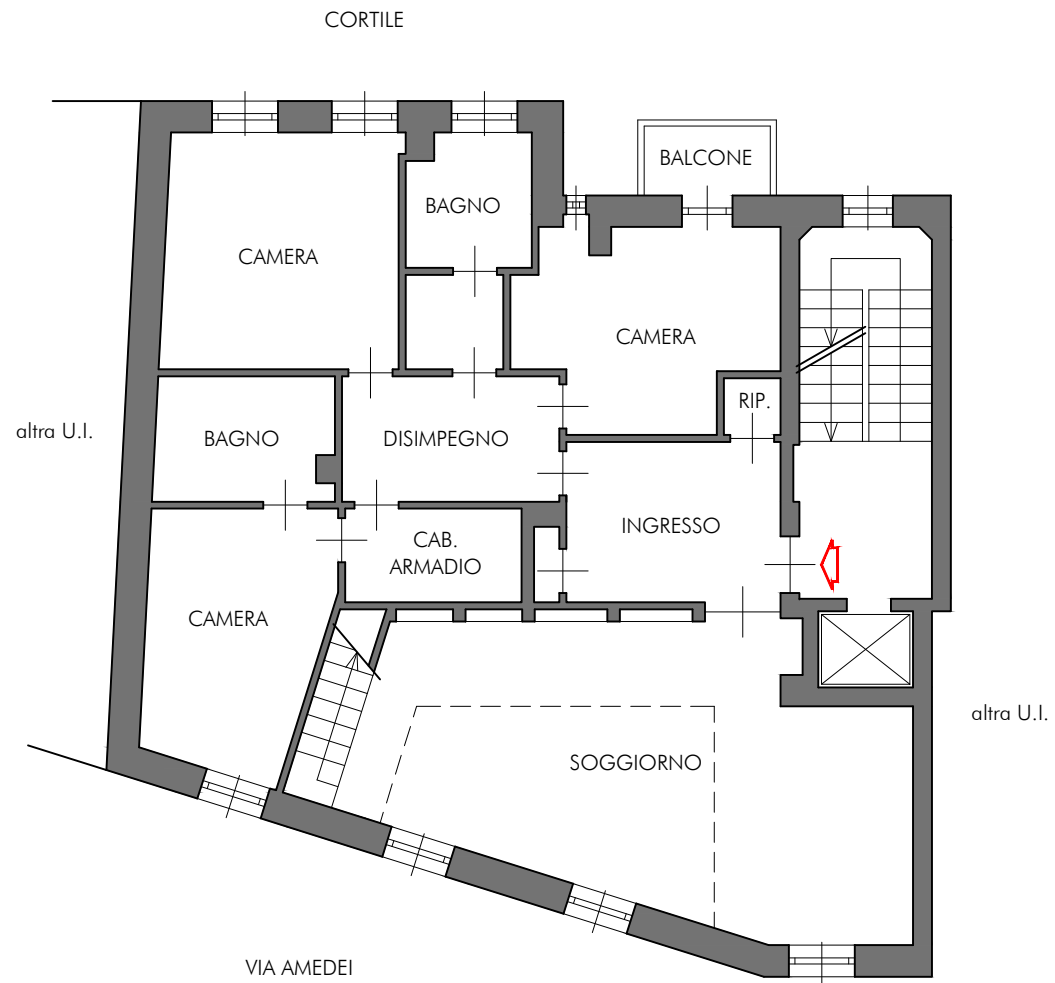 CORTILE
BALCONE
BAGNO
CAMERA
CAMERA
RIP.
altra U.I.
BAGNO
DISIMPEGNO
INGRESSO
CAB.
ARMADIO
CAMERA
altra U.I.
SOGGIORNO
VIA AMEDEI